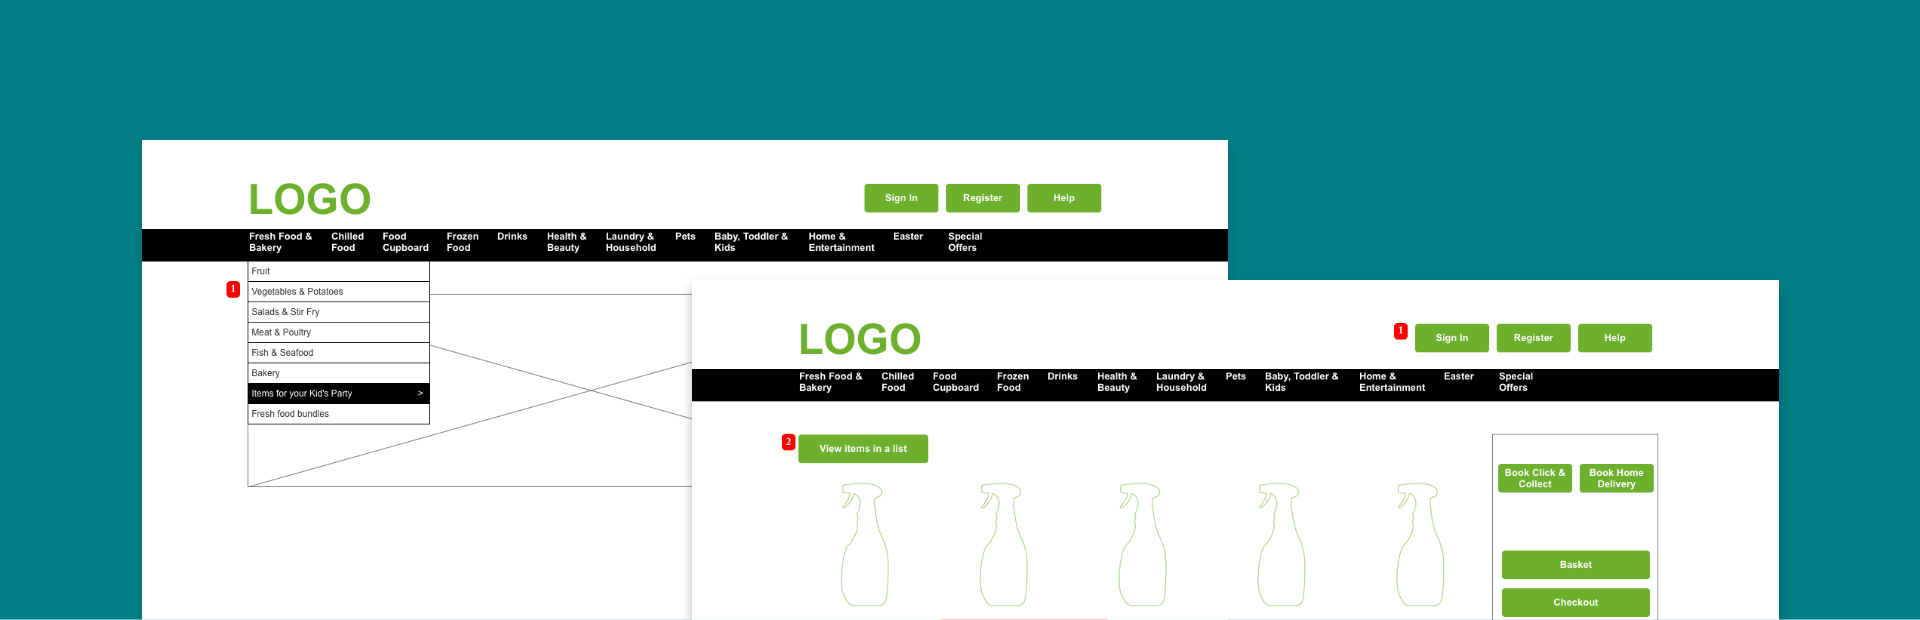 LOGO
Sign In
Register
Help
Fresh Food &
Bakery
Chilled
Food
Food
Cupboard
Frozen
Food
Drinks
Health &
Beauty
Laundry &
Household
Pets
Baby, Toddler &
Kids
Home &
Entertainment
Easter
Special
Offers
Fruit
1
Vegetables & Potatoes
Salads & Stir Fry
Meat & Poultry
Fish & Seafood
Bakery
Items for your Kid's Party >
Fresh food bundles
LOGO
1
Sign In
Register
Help
Fresh Food &
Bakery
Chilled
Food
Food
Cupboard
Frozen
Food
Drinks
Health &
Beauty
Laundry &
Household
Pets
Baby, Toddler &
Kids
Home &
Entertainment
Easter
Special
Offers
2
View items in a list
Book Click &
Collect
Book Home
Delivery
Basket
Checkout